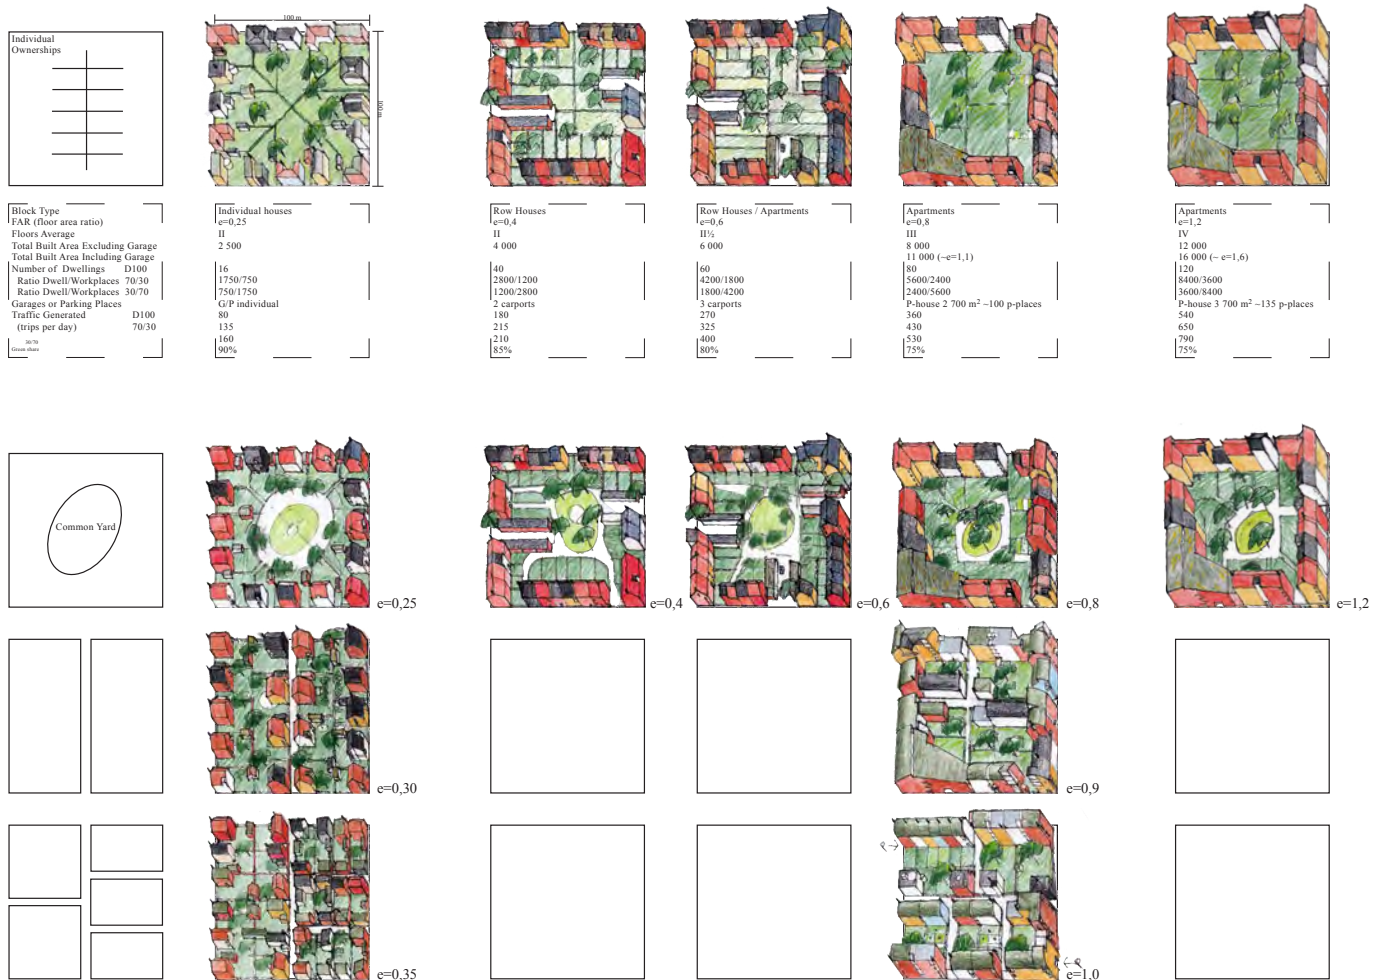 100 m
Individual
Ownerships
100 m
Block Type
FAR (floor area ratio)
Floors Average
Total Built Area Excluding Garage
Total Built Area Including Garage
Number of Dwellings D100
Ratio Dwell/Workplaces 70/30
Ratio Dwell/Workplaces 30/70
Garages or Parking Places
Traffic Generated D100
(trips per day) 70/30
30/70
Green share
Individual houses
e=0,25
II
2 500
16
1750/750
750/1750
G/P individual
80
135
160
90%
Row Houses
e=0,4
II
4 000
40
2800/1200
1200/2800
2 carports
180
215
210
85%
Row Houses / Apartments
e=0,6
II½
6 000
60
4200/1800
1800/4200
3 carports
270
325
400
80%
Apartments
e=0,8
III
8 000
11 000 (~e=1,1)
80
5600/2400
2400/5600
P-house 2 700 m² ~100 p-places
360
430
530
75%
Apartments
e=1,2
IV
12 000
16 000 (~ e=1,6)
120
8400/3600
3600/8400
P-house 3 700 m² ~135 p-places
540
650
790
75%
Common Yard
e=0,25
e=0,4
e=0,6
e=0,8
e=1,2
e=0,30
e=0,9
e=0,35
e=1,0